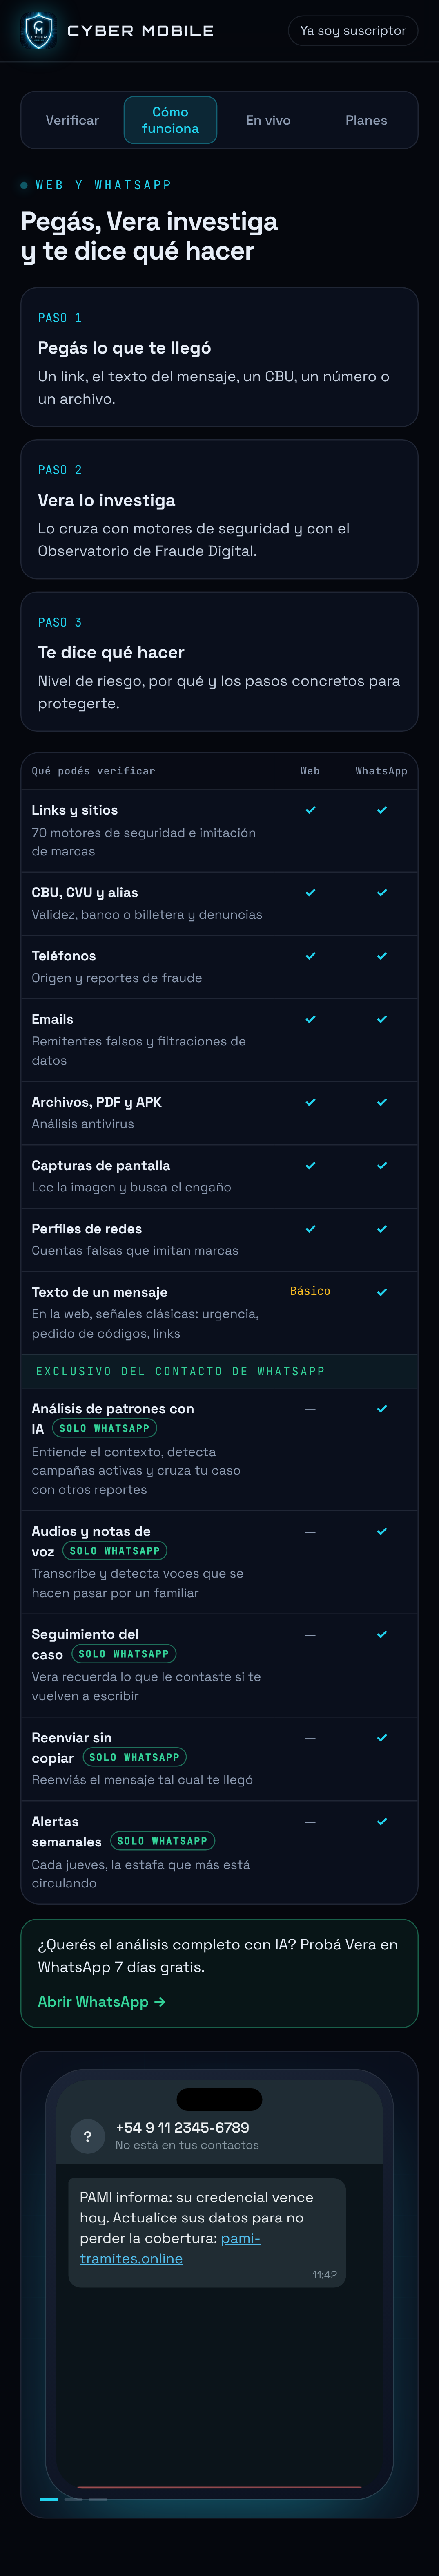 CYBER MOBILE
Ya soy suscriptor
Verificar
Cómo
funciona
En vivo
Planes
WEB Y WHATSAPP
Pegás, Vera investiga
y te dice qué hacer
PASO 1
Pegás lo que te llegó
Un link, el texto del mensaje, un CBU, un número o
un archivo.
PASO 2
Vera lo investiga
Lo cruza con motores de seguridad y con el
Observatorio de Fraude Digital.
PASO 3
Te dice qué hacer
Nivel de riesgo, por qué y los pasos concretos para
protegerte.
Qué podés verificar Web WhatsApp
Links y sitios
70 motores de seguridad e imitación
de marcas
CBU, CVU y alias
Validez, banco o billetera y denuncias
Teléfonos
Origen y reportes de fraude
Emails
Remitentes falsos y filtraciones de
datos
Archivos, PDF y APK
Análisis antivirus
Capturas de pantalla
Lee la imagen y busca el engaño
Perfiles de redes
Cuentas falsas que imitan marcas
Texto de un mensaje Básico
En la web, señales clásicas: urgencia,
pedido de códigos, links
EXCLUSIVO DEL CONTACTO DE WHATSAPP
Análisis de patrones con
IA SOLO WHATSAPP
Entiende el contexto, detecta
campañas activas y cruza tu caso
con otros reportes
Audios y notas de
voz SOLO WHATSAPP
Transcribe y detecta voces que se
hacen pasar por un familiar
Seguimiento del
caso SOLO WHATSAPP
Vera recuerda lo que le contaste si te
vuelven a escribir
Reenviar sin
copiar SOLO WHATSAPP
Reenviás el mensaje tal cual te llegó
Alertas
semanales SOLO WHATSAPP
Cada jueves, la estafa que más está
circulando
¿Querés el análisis completo con IA? Probá Vera en
WhatsApp 7 días gratis.
Abrir WhatsApp →
?
+54 9 11 2345-6789
No está en tus contactos
PAMI informa: su credencial vence
hoy. Actualice sus datos para no
perder la cobertura: pami-
tramites.online
11:42